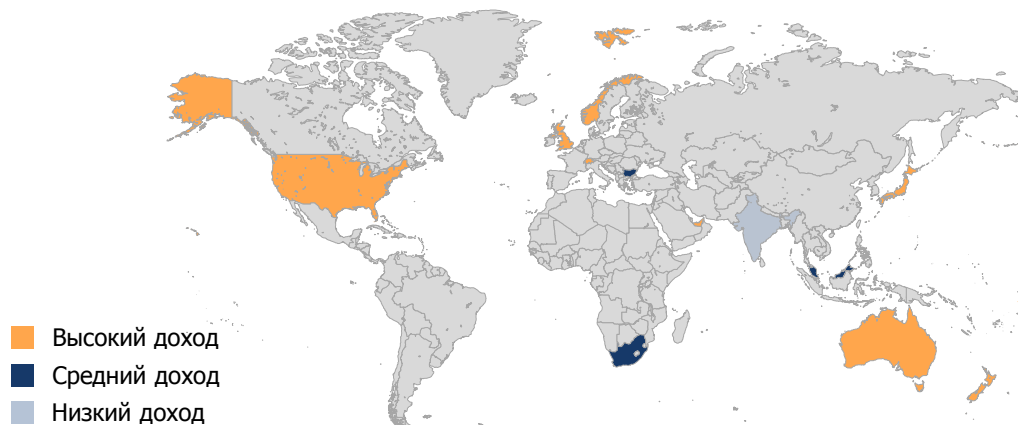 Высокий доход
Средний доход
Низкий доход